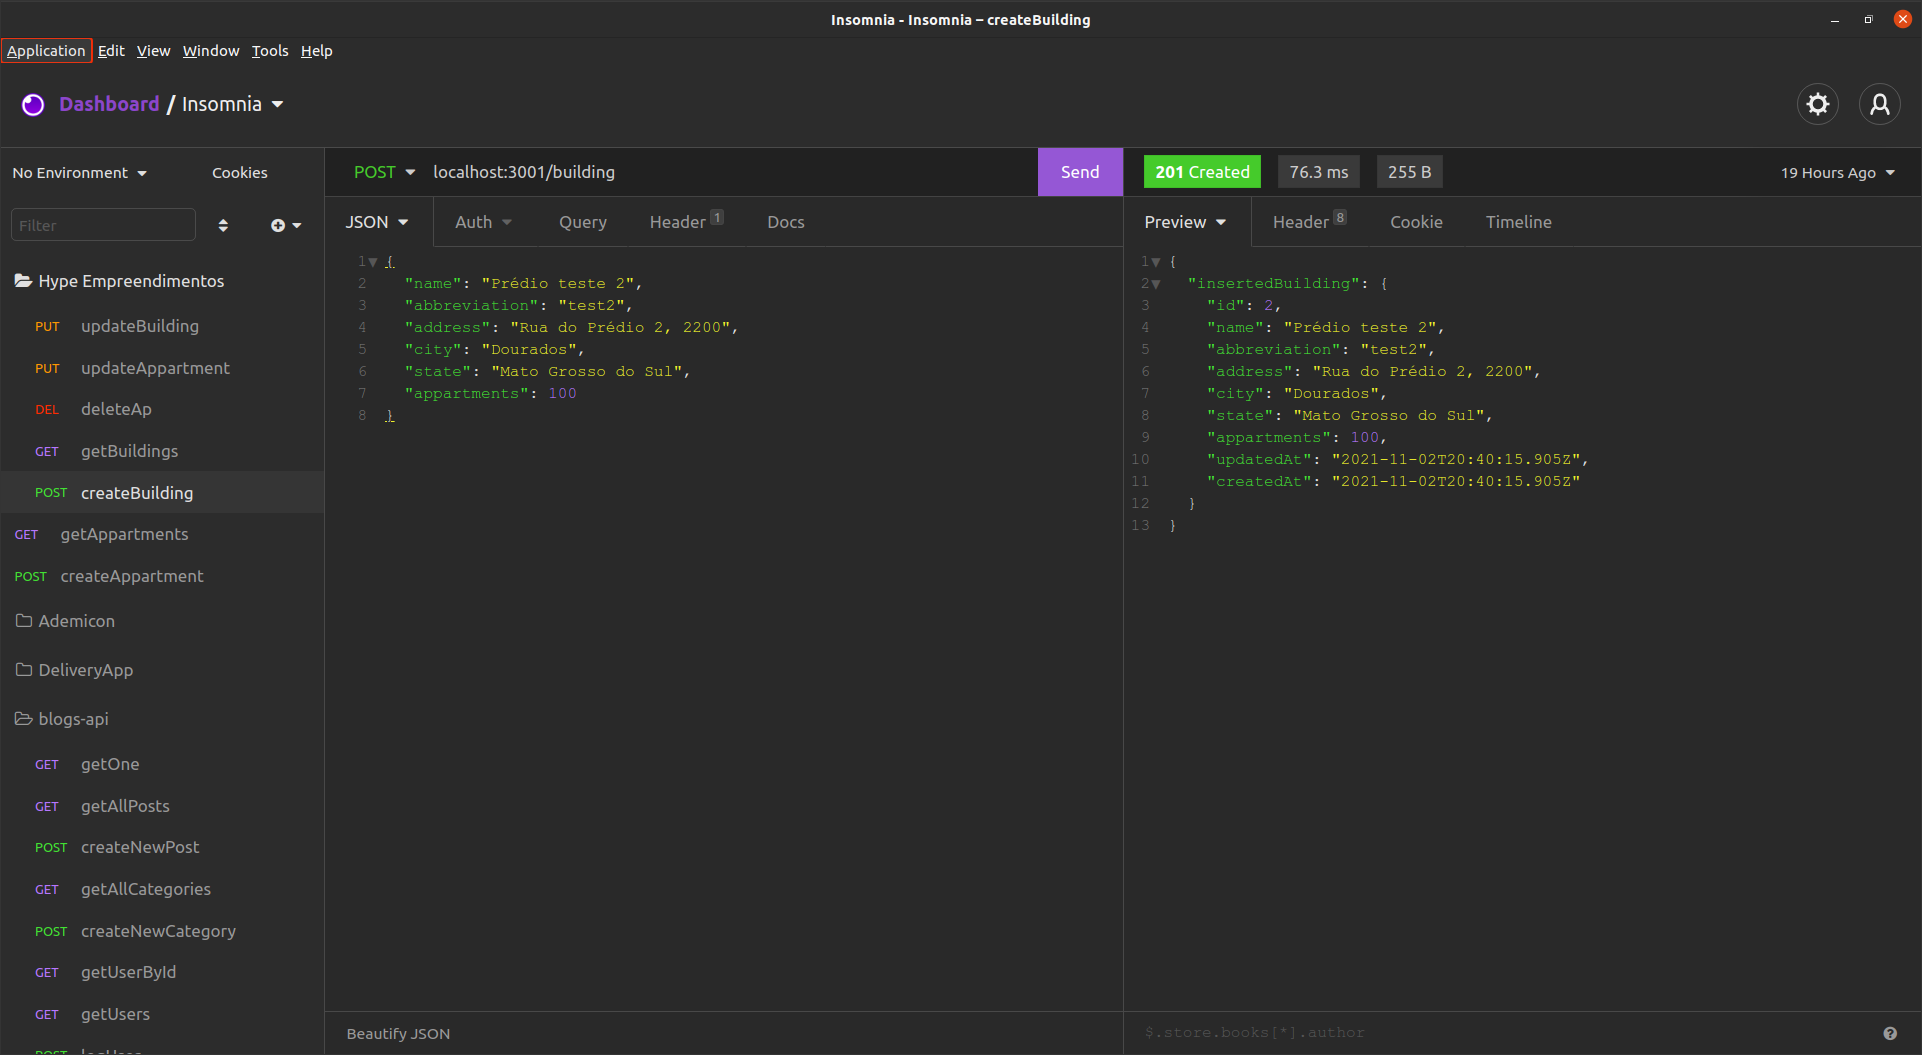 Insomnia - Insomnia – createBuilding
Application Edit View Window Tools Help
Dashboard / Insomnia
No Environment
Cookies
Filter
Hype Empreendimentos
PUT updateBuilding
PUT updateAppartment
DEL deleteAp
GET getBuildings
POST createBuilding
GET getAppartments
POST createAppartment
Ademicon
DeliveryApp
blogs-api
GET getOne
GET getAllPosts
POST createNewPost
GET getAllCategories
POST createNewCategory
GET getUserById
GET getUsers
POST
POST localhost:3001/building Send
JSON Auth Query Header 1 Docs
1 {
2 "name": "Prédio teste 2",
3 "abbreviation": "test2",
4 "address": "Rua do Prédio 2, 2200",
5 "city": "Dourados",
6 "state": "Mato Grosso do Sul",
7 "appartments": 100
8 }
Beautify JSON
201 Created 76.3 ms 255 B 19 Hours Ago
Preview Header 8 Cookie Timeline
1 {
2 "insertedBuilding": {
3 "id": 2,
4 "name": "Prédio teste 2",
5 "abbreviation": "test2",
6 "address": "Rua do Prédio 2, 2200",
7 "city": "Dourados",
8 "state": "Mato Grosso do Sul",
9 "appartments": 100,
10 "updatedAt": "2021-11-02T20:40:15.905Z",
11 "createdAt": "2021-11-02T20:40:15.905Z"
12 }
13 }
$.store.books[*].author